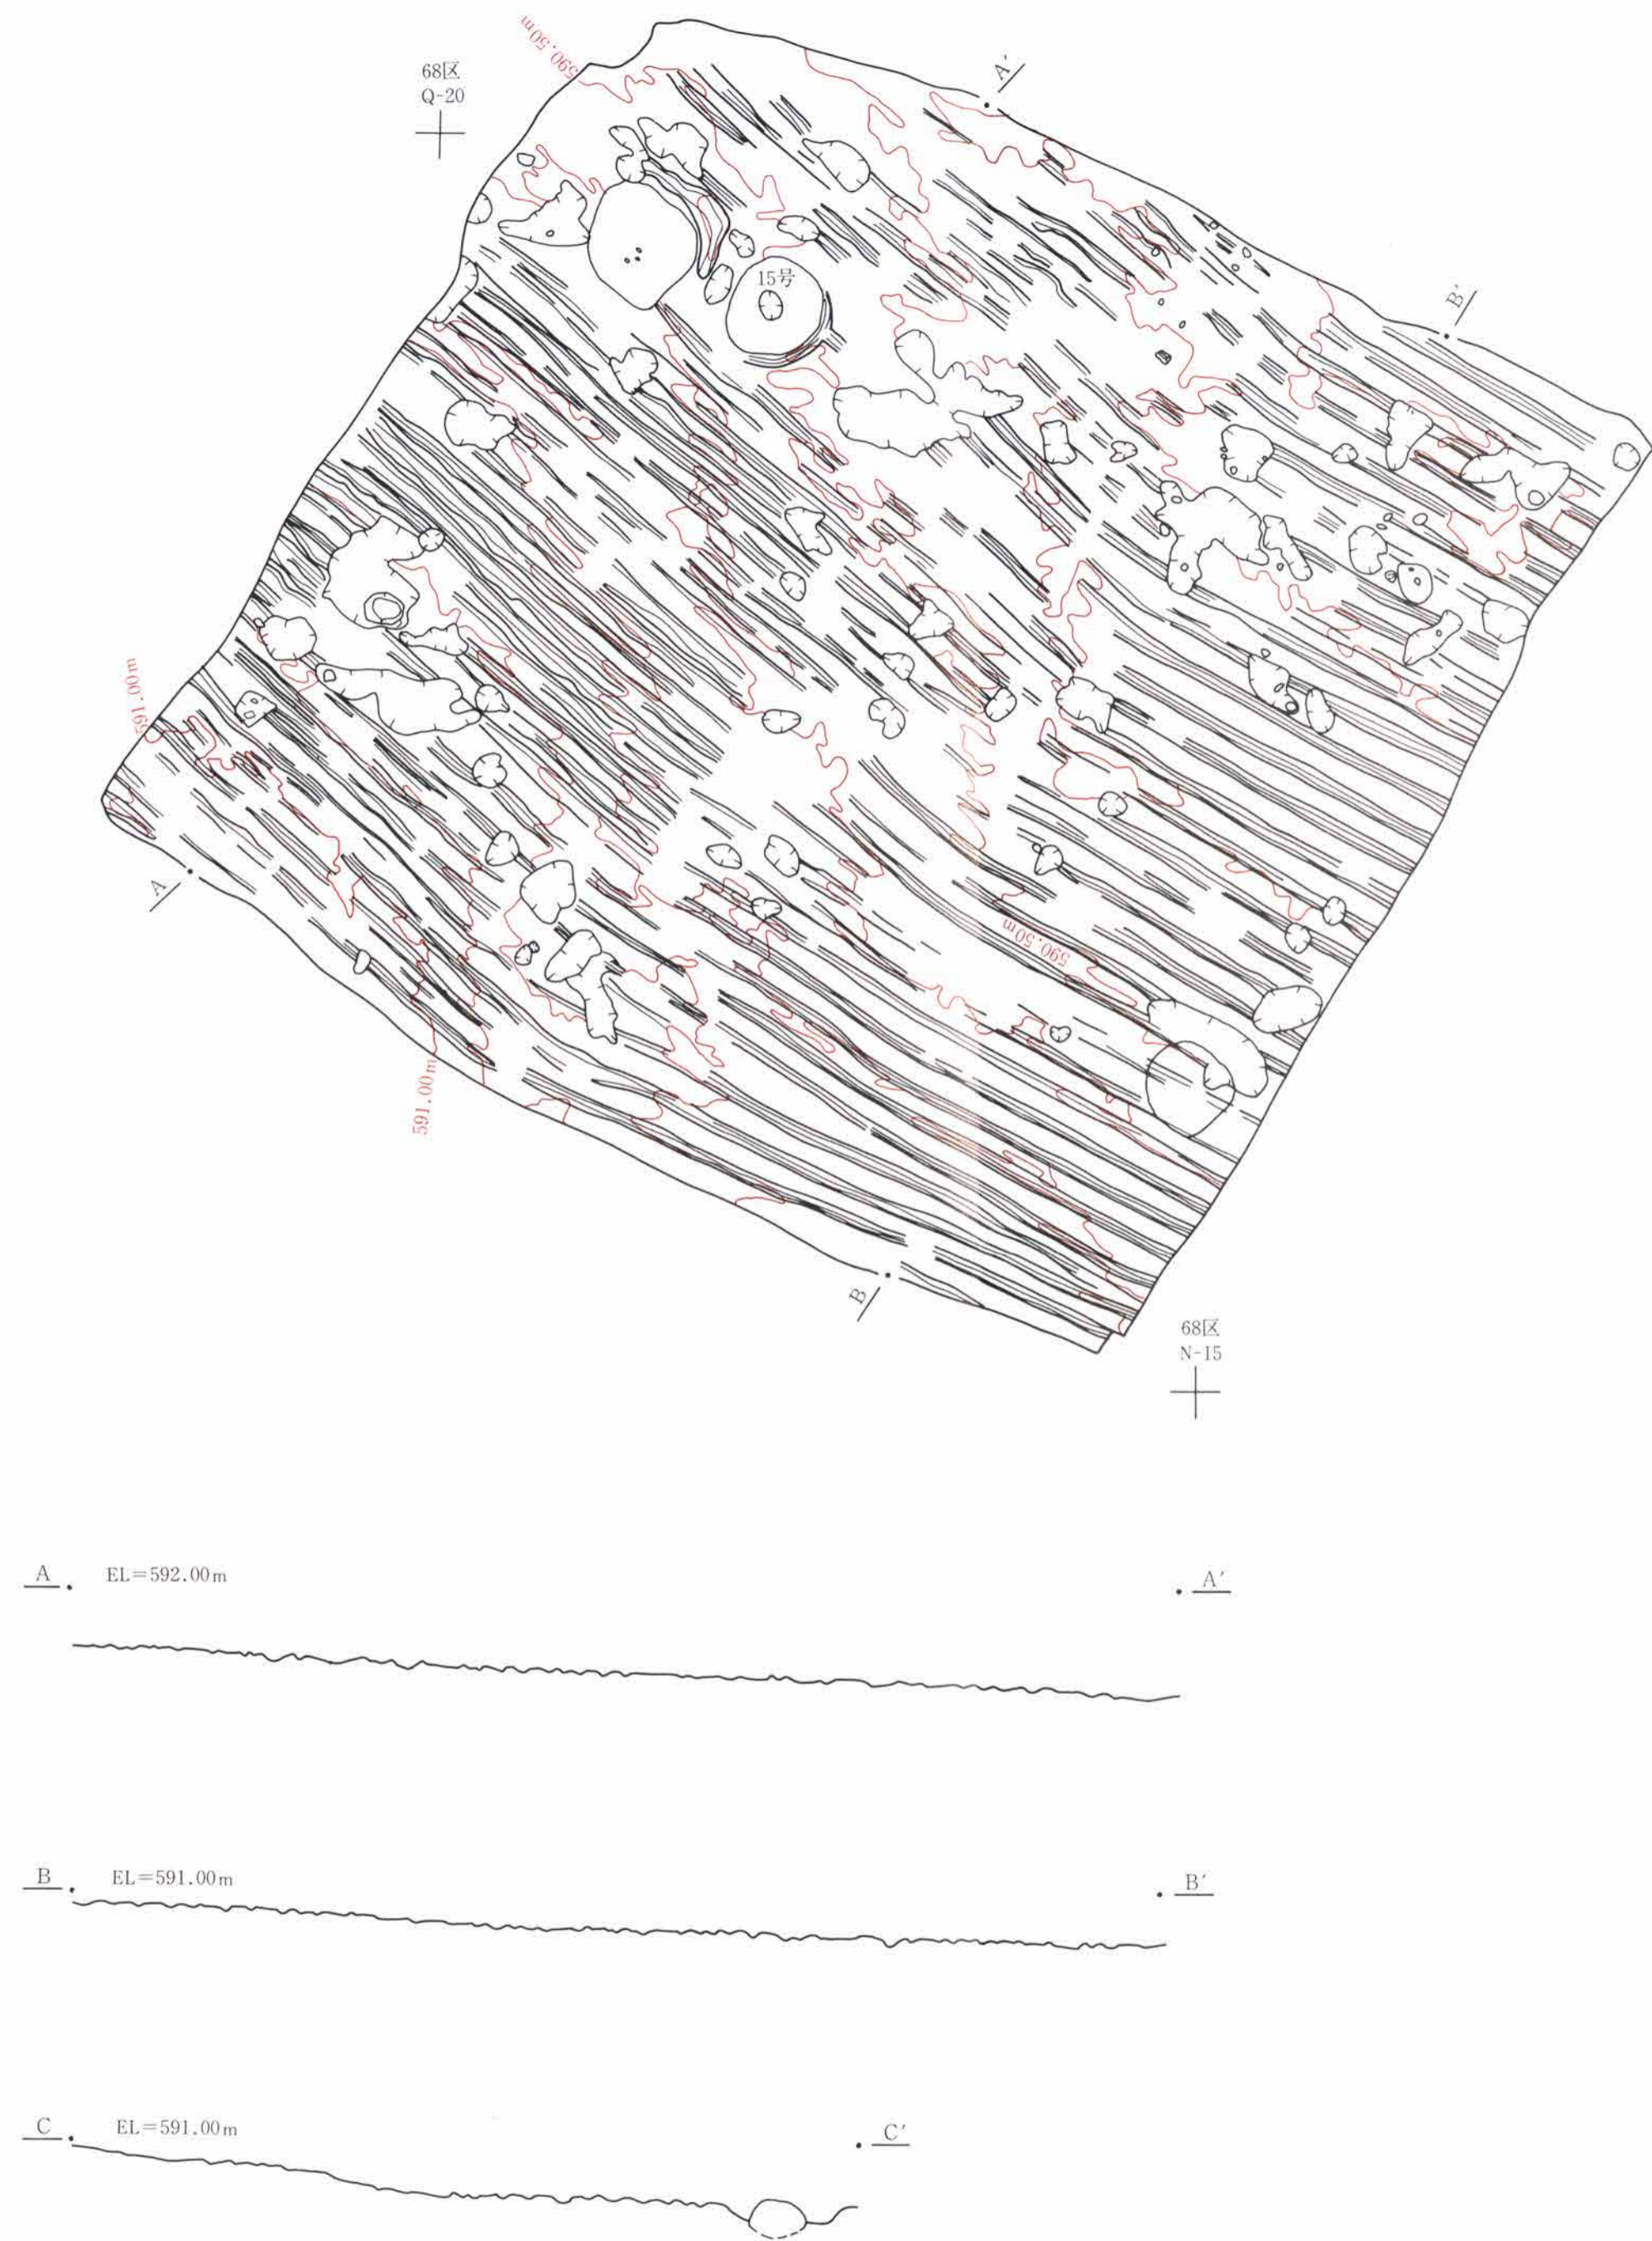 590.50m
68区
Q-20
A′
15号
B′
591.00m
A
590.50m
591.00m
B
68区
N-15
A EL=592.00m A′
B EL=591.00m B′
C EL=591.00m C′